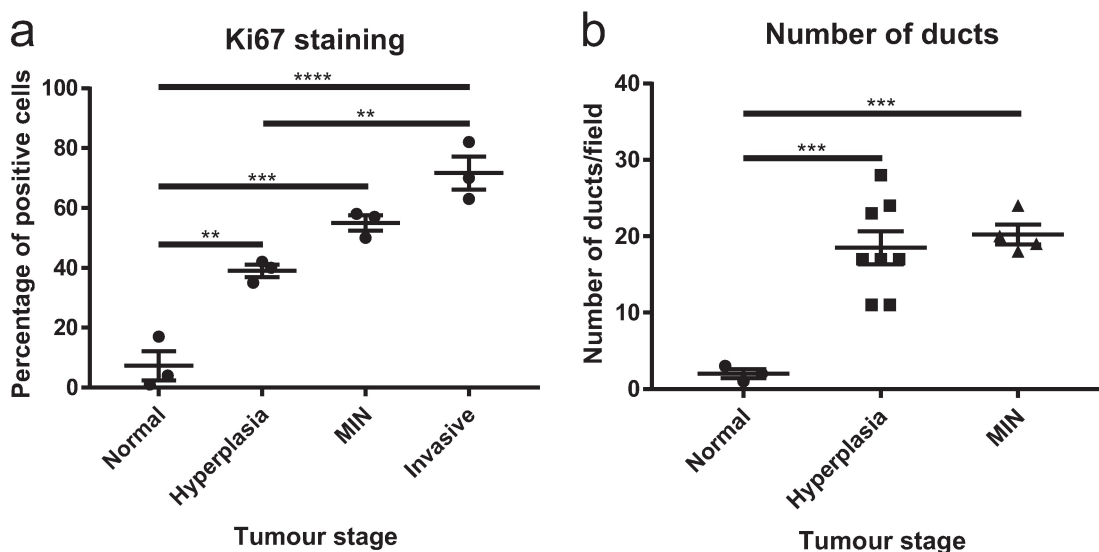 a
Ki67 staining
Percentage of positive cells
100
80
60
40
20
0
****
**
***
**
Normal
Hyperplasia
MIN
Invasive
Tumour stage
b
Number of ducts
Number of ducts/field
40
30
20
10
0
***
***
Normal
Hyperplasia
MIN
Tumour stage